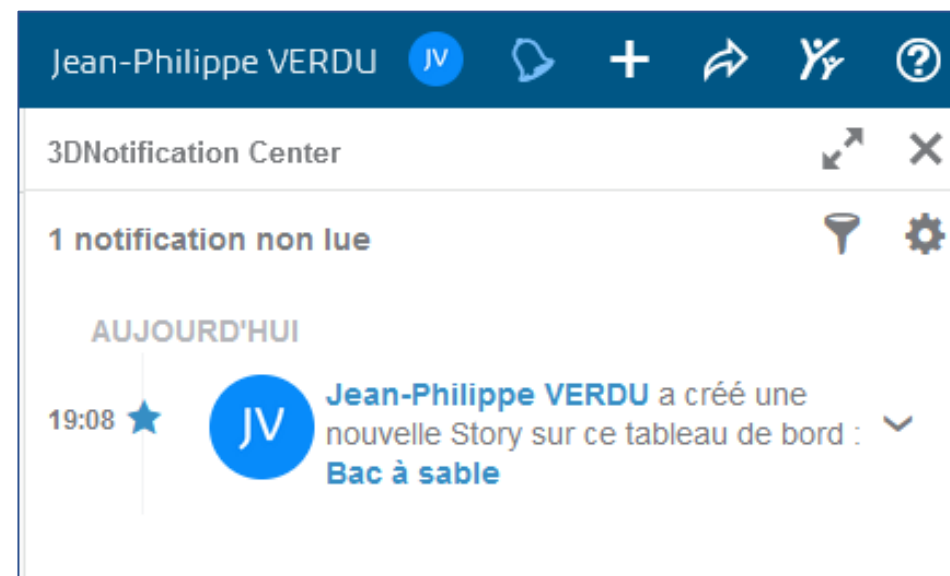 Jean-Philippe VERDU JV
3DNotification Center
1 notification non lue
AUJOURD'HUI
19:08 JV Jean-Philippe VERDU a créé une
nouvelle Story sur ce tableau de bord :
Bac à sable